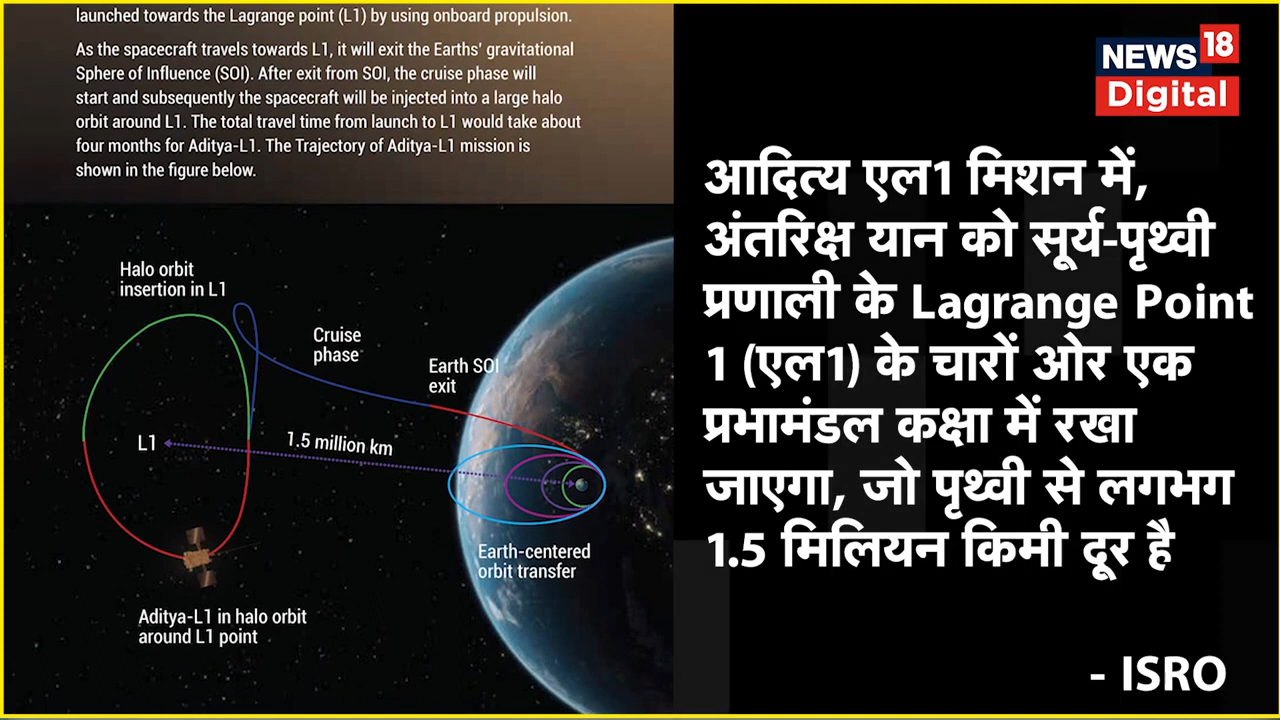 launched towards the Lagrange point (L1) by using onboard propulsion.
As the spacecraft travels towards L1, it will exit the Earths' gravitational
Sphere of Influence (SOI). After exit from SOI, the cruise phase will
start and subsequently the spacecraft will be injected into a large halo
orbit around L1. The total travel time from launch to L1 would take about
four months for Aditya-L1. The Trajectory of Aditya-L1 mission is
shown in the figure below.
Halo orbit
insertion in L1
Cruise
phase
Earth SOI
exit
L1
1.5 million km
Earth-centered
orbit transfer
Aditya-L1 in halo orbit
around L1 point
NEWS 18
Digital
आदित्य एल1 मिशन में,
अंतरिक्ष यान को सूर्य-पृथ्वी
प्रणाली के Lagrange Point
1 (एल1) के चारों ओर एक
प्रभामंडल कक्षा में रखा
जाएगा, जो पृथ्वी से लगभग
1.5 मिलियन किमी दूर है
- ISRO